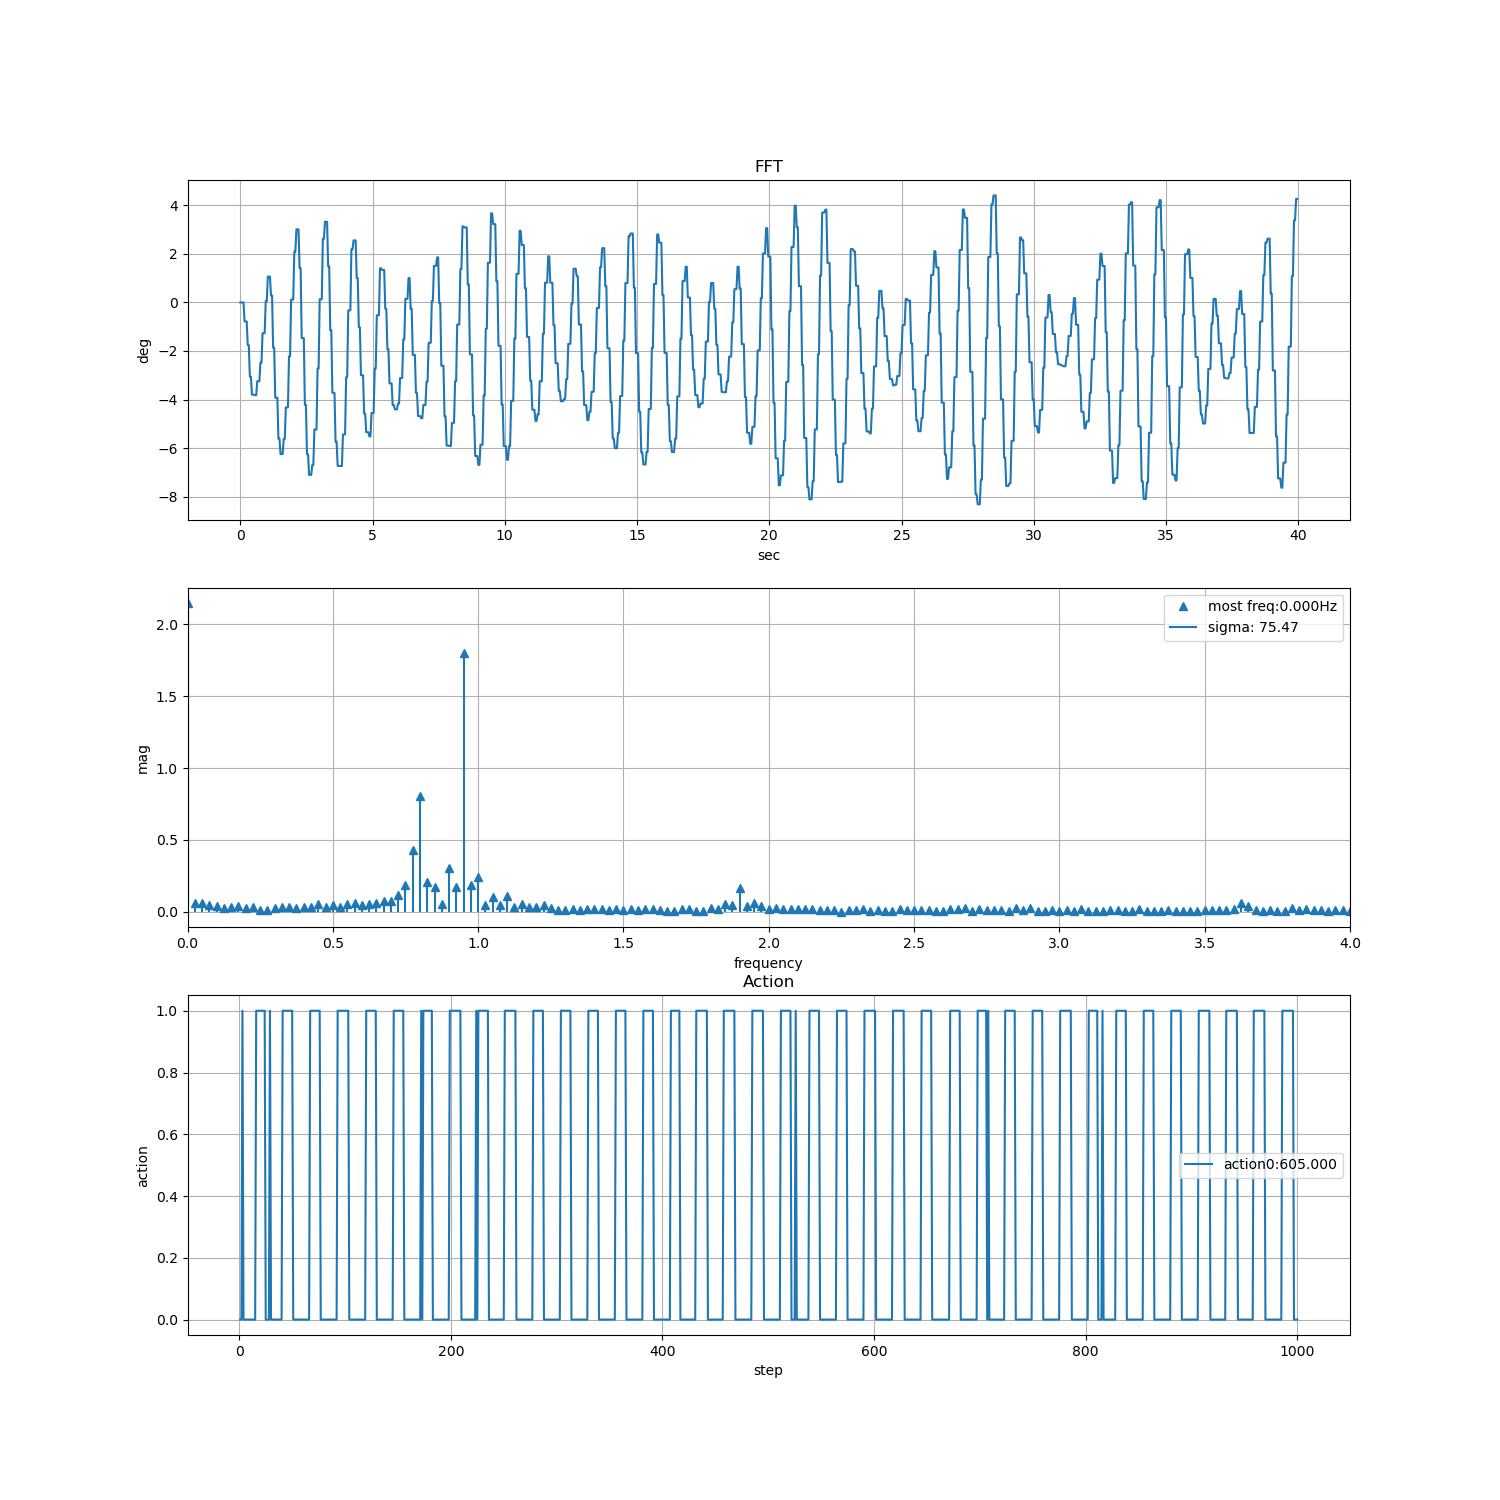 FFT
4
2
0
−2
−4
−6
−8
deg
0 5 10 15 20 25 30 35 40
sec
most freq:0.000Hz
sigma: 75.47
2.0
1.5
1.0
0.5
0.0
mag
0.0 0.5 1.0 1.5 2.0 2.5 3.0 3.5 4.0
frequency
Action
1.0
0.8
0.6
0.4
0.2
0.0
action
action0:605.000
0 200 400 600 800 1000
step